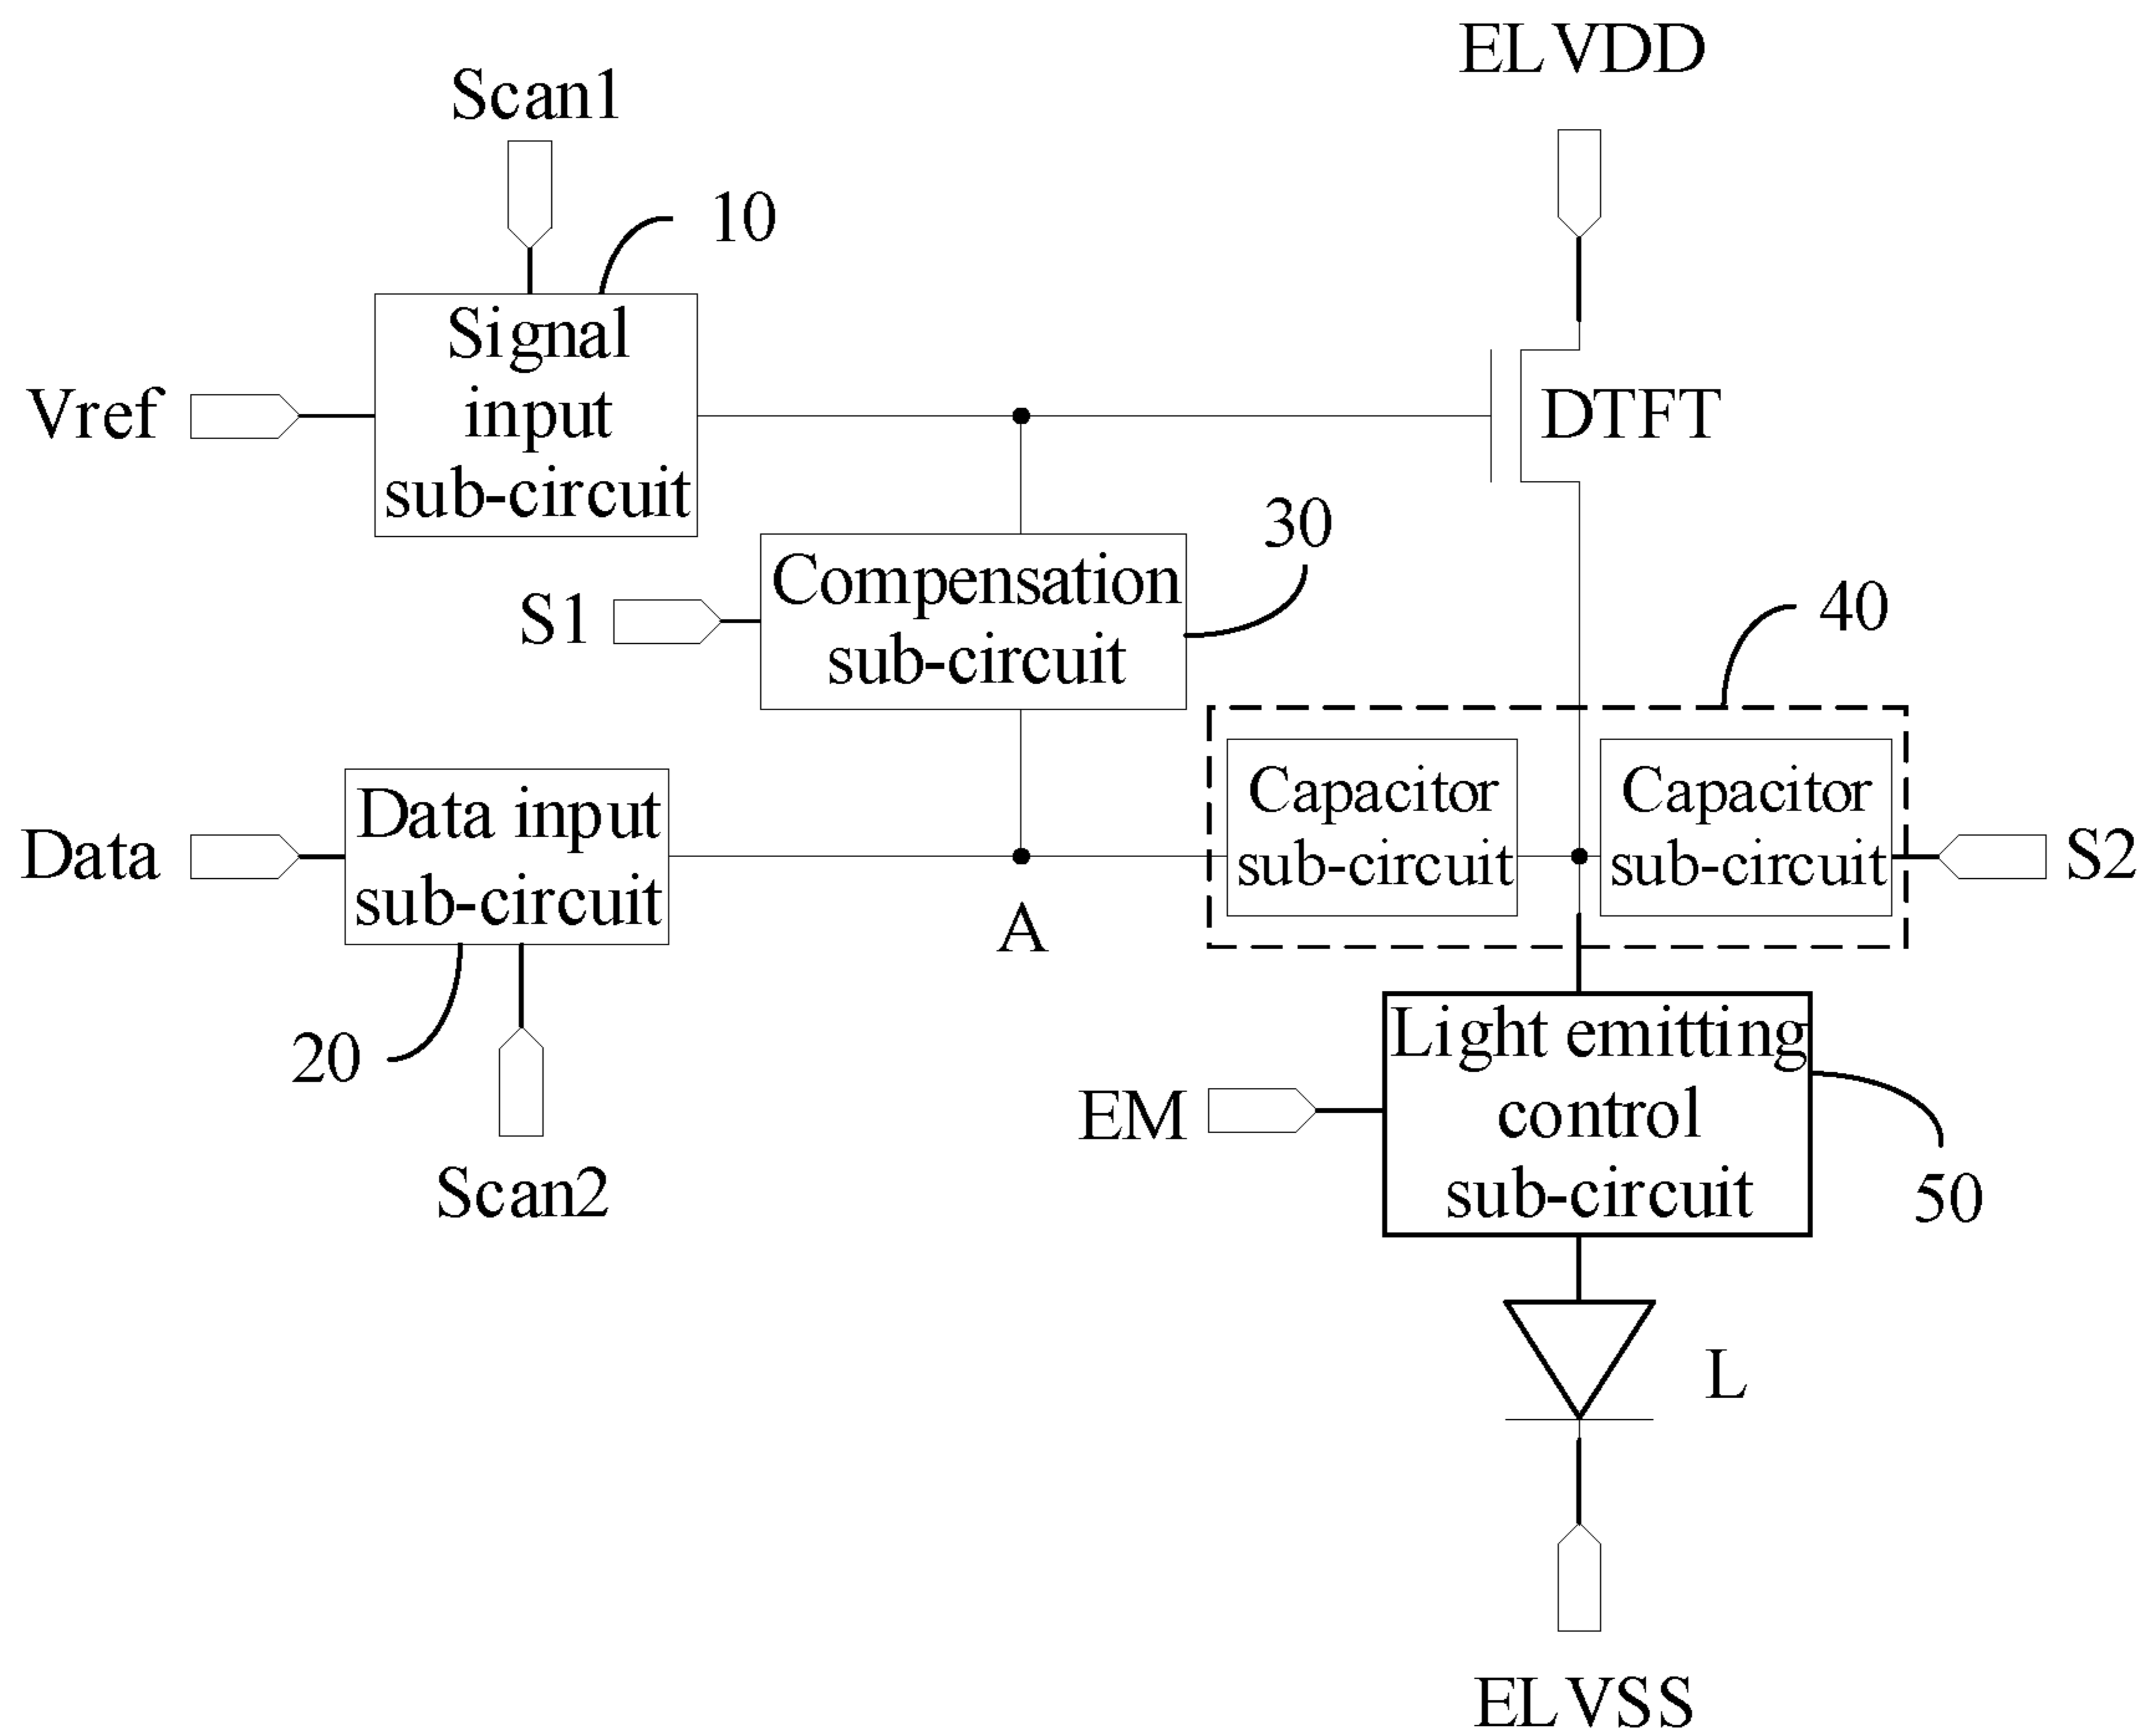 ELVDD
Scan1
10
Signal
input
sub-circuit
Vref
DTFT
30
Compensation
sub-circuit
S1
40
Data input
sub-circuit
Data
Capacitor
sub-circuit
Capacitor
sub-circuit
S2
A
20
Light emitting
control
sub-circuit
EM
Scan2
50
L
ELVSS